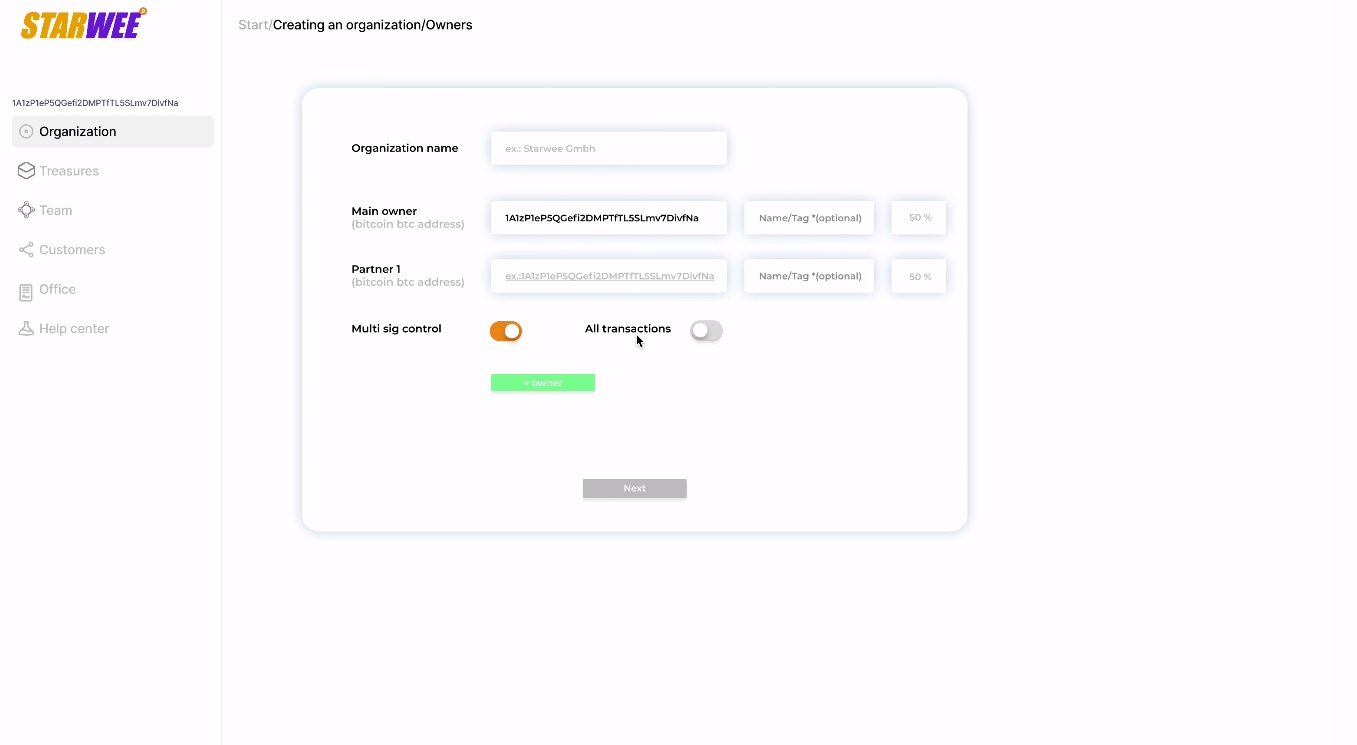 STARWEE
Start/Creating an organization/Owners
1A1zP1eP5QGefi2DMPTfTL5SLmv7DivfNa
Organization
Treasures
Team
Customers
Office
Help center
Organization name
ex.: Starwee Gmbh
Main owner
(bitcoin btc address)
1A1zP1eP5QGefi2DMPTfTL5SLmv7DivfNa
Name/Tag *(optional)
50 %
Partner 1
(bitcoin btc address)
ex.:1A1zP1eP5QGefi2DMPTfTL5SLmv7DivfNa
Name/Tag *(optional)
50 %
Multi sig control
All transactions
+ owner
Next